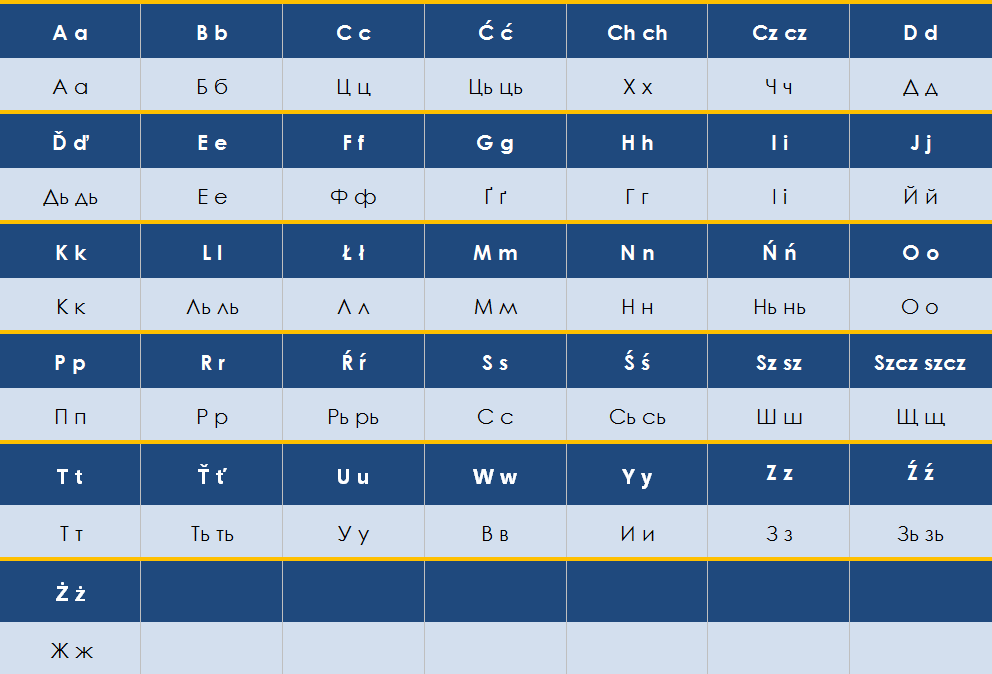 A a B b C c Ć ć Ch ch Cz cz D d
А а Б б Ц ц Ць ць Х х Ч ч Д д
Ď ď E e F f G g H h I i J j
Дь дь Е е Ф ф Ґ ґ Г г І і Й й
K k L l Ł ł M m N n Ń ń O o
К к Ль ль Л л М м Н н Нь нь О о
P p R r Ŕ ŕ S s Ś ś Sz sz Szcz szcz
П п Р р Рь рь С с Сь сь Ш ш Щ щ
T t Ť ť U u W w Y y Z z Ź ź
Т т Ть ть У у В в И и З з Зь зь
Ż ż
Ж ж